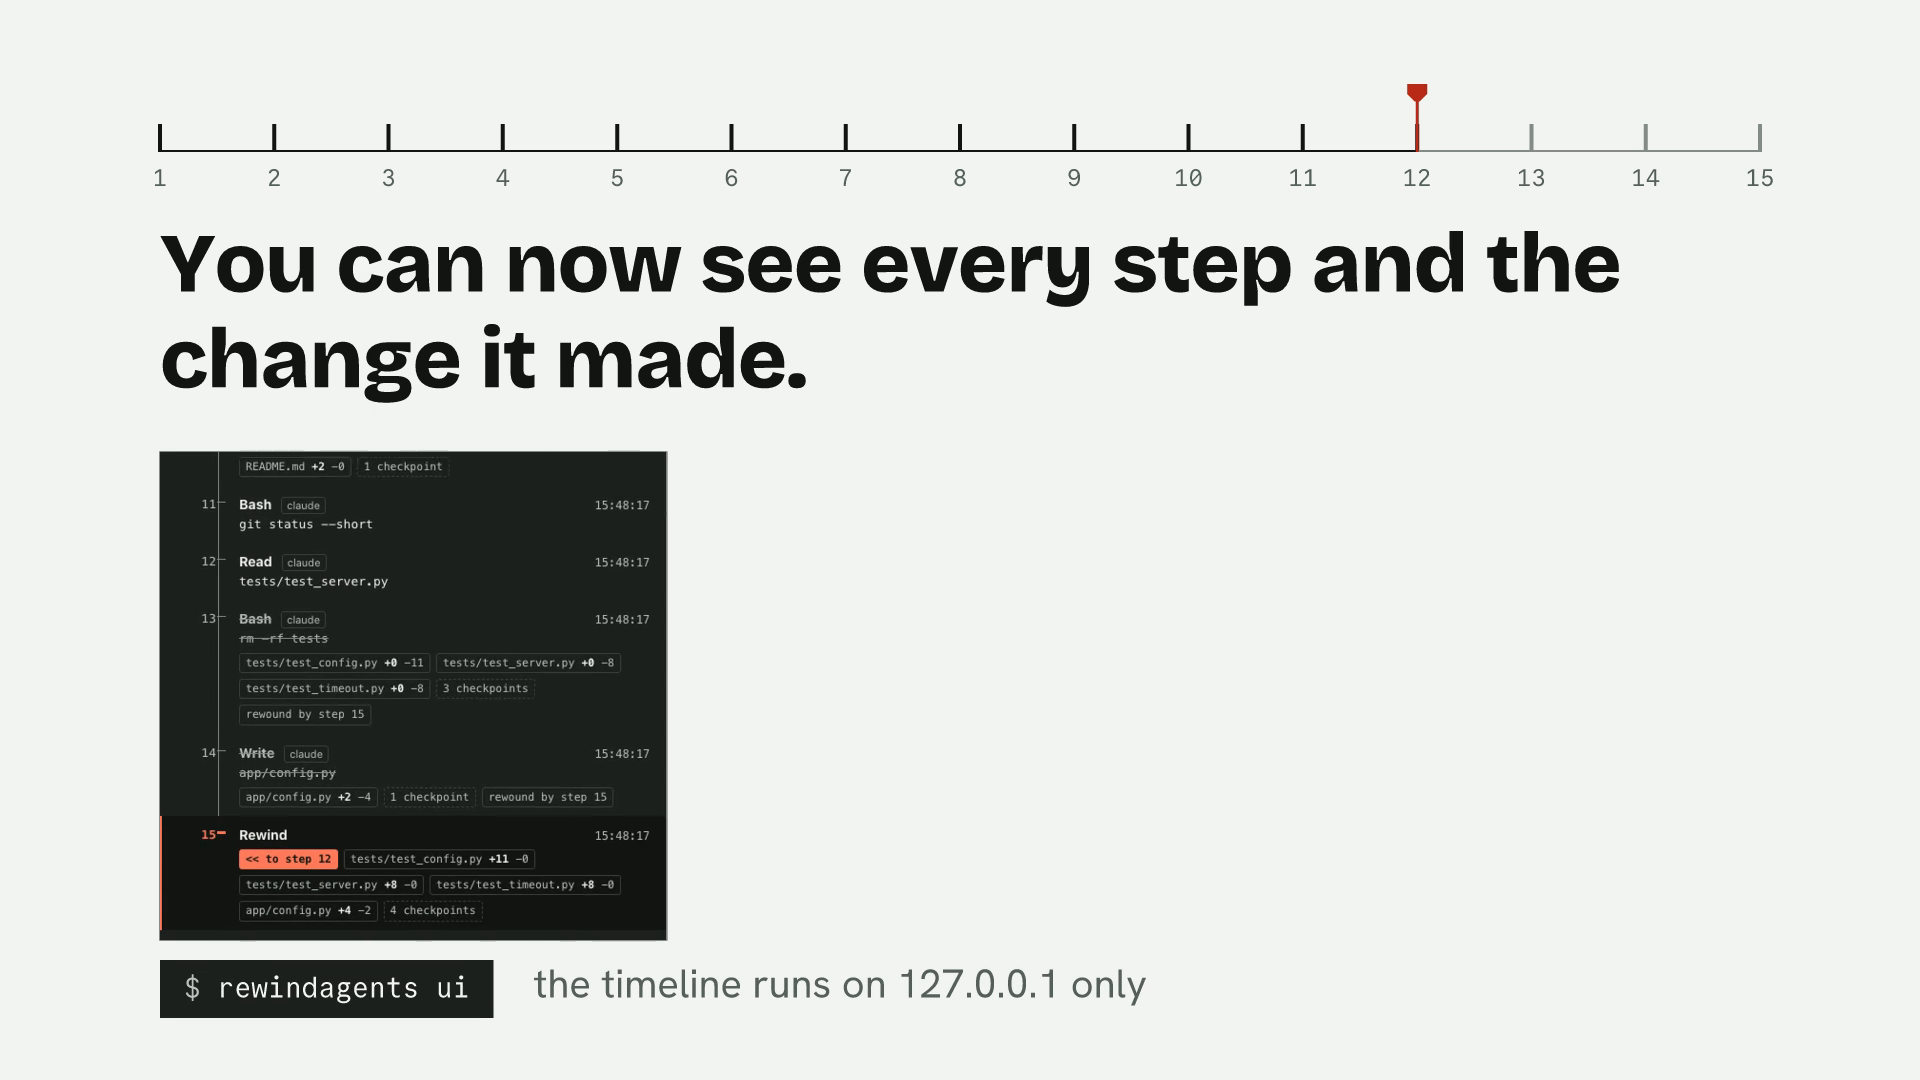 1 2 3 4 5 6 7 8 9 10 11 12 13 14 15
You can now see every step and the
change it made.
README.md +2 −0 1 checkpoint
11 Bash claude 15:48:17
git status --short
12 Read claude 15:48:17
tests/test_server.py
13 Bash claude 15:48:17
rm -rf tests
tests/test_config.py +0 −11 tests/test_server.py +0 −8
tests/test_timeout.py +0 −8 3 checkpoints
rewound by step 15
14 Write claude 15:48:17
app/config.py
app/config.py +2 −4 1 checkpoint rewound by step 15
15 Rewind 15:48:17
<< to step 12 tests/test_config.py +11 −0
tests/test_server.py +8 −0 tests/test_timeout.py +8 −0
app/config.py +4 −2 4 checkpoints
$ rewindagents ui the timeline runs on 127.0.0.1 only